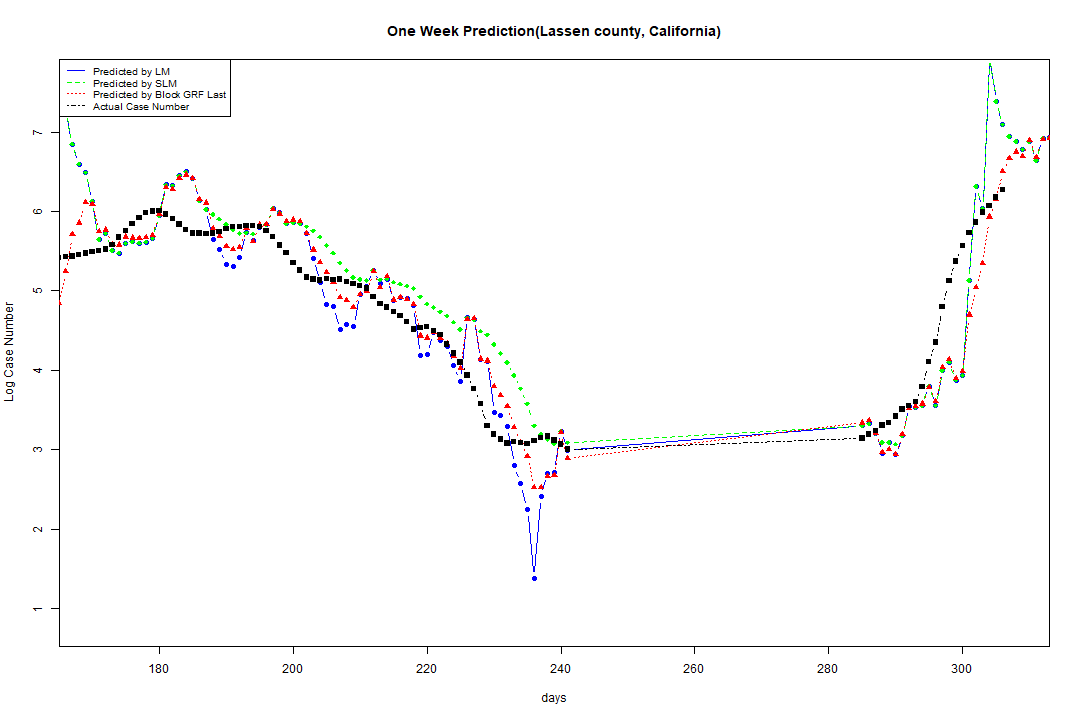 One Week Prediction(Lassen county, California)
Predicted by LM
Predicted by SLM
Predicted by Block GRF Last
Actual Case Number
7
6
5
4
3
2
1
Log Case Number
180 200 220 240 260 280 300
days